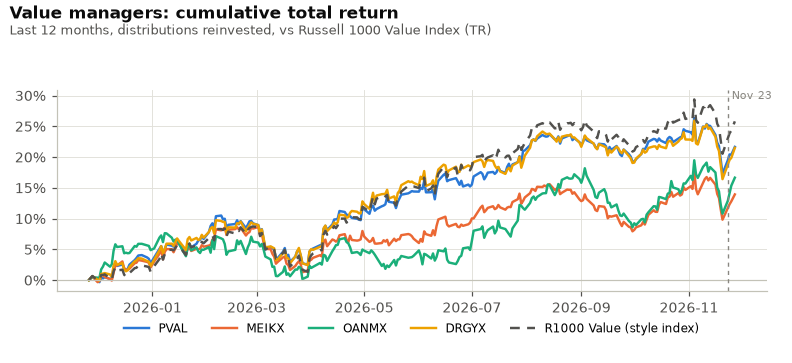 Value managers: cumulative total return
Last 12 months, distributions reinvested, vs Russell 1000 Value Index (TR)
Nov 23
30%
25%
20%
15%
10%
5%
0%
2026-01 2026-03 2026-05 2026-07 2026-09 2026-11
PVAL MEIKX OANMX DRGYX R1000 Value (style index)